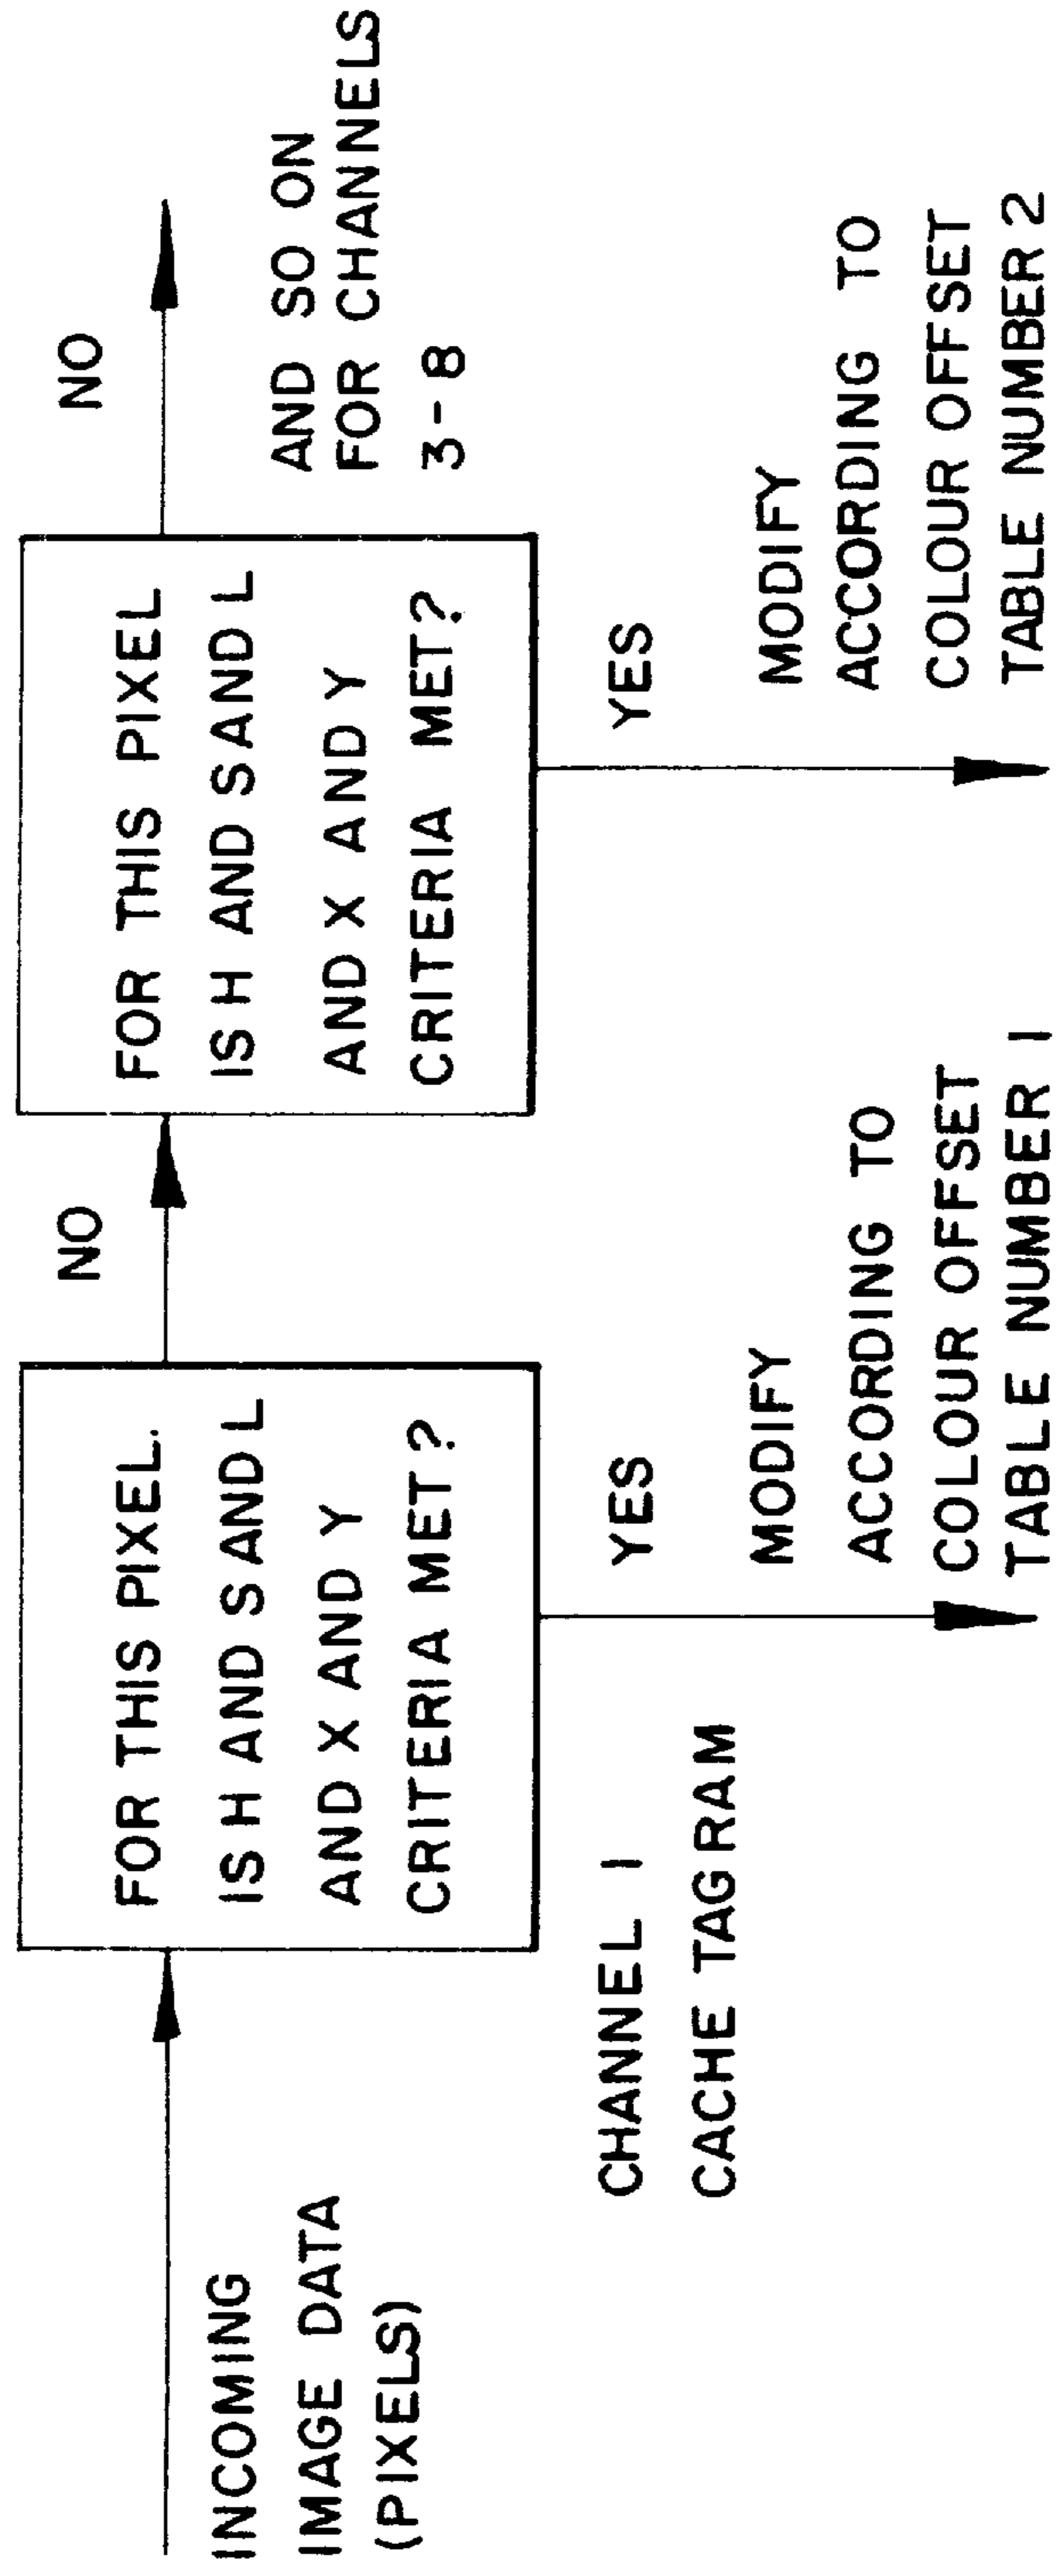 INCOMING
IMAGE DATA
(PIXELS)
FOR THIS PIXEL.
IS H AND S AND L
AND X AND Y
CRITERIA MET?
NO
YES
CHANNEL 1
CACHE TAGRAM
MODIFY
ACCORDING TO
COLOUR OFFSET
TABLE NUMBER 1
FOR THIS PIXEL
IS H AND S AND L
AND X AND Y
CRITERIA MET?
NO
AND SO ON
FOR CHANNELS
3-8
YES
MODIFY
ACCORDING TO
COLOUR OFFSET
TABLE NUMBER 2